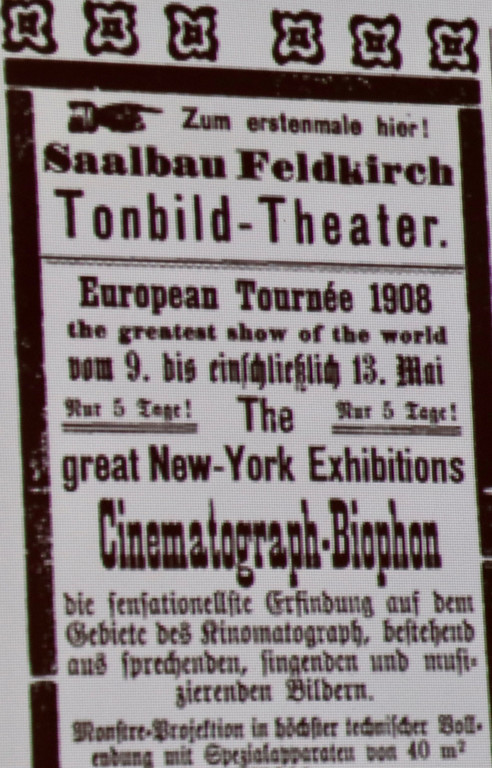 Zum erstenmale hier!
Saalbau Feldkirch
Tonbild-Theater.
European Tournée 1908
the greatest show of the world
vom 9. bis einschließlich 13. Mai
Nur 5 Tage! The Nur 5 Tage!
great New-York Exhibitions
Cinematograph-Biophon
die sensationellste Erfindung auf dem
Gebiete des Kinomatograph, bestehend
aus sprechenden, singenden und musi-
zierenden Bildern.
Monstre-Projektion in höchster technischer Voll-
endung mit Spezialapparaten von 40 m²